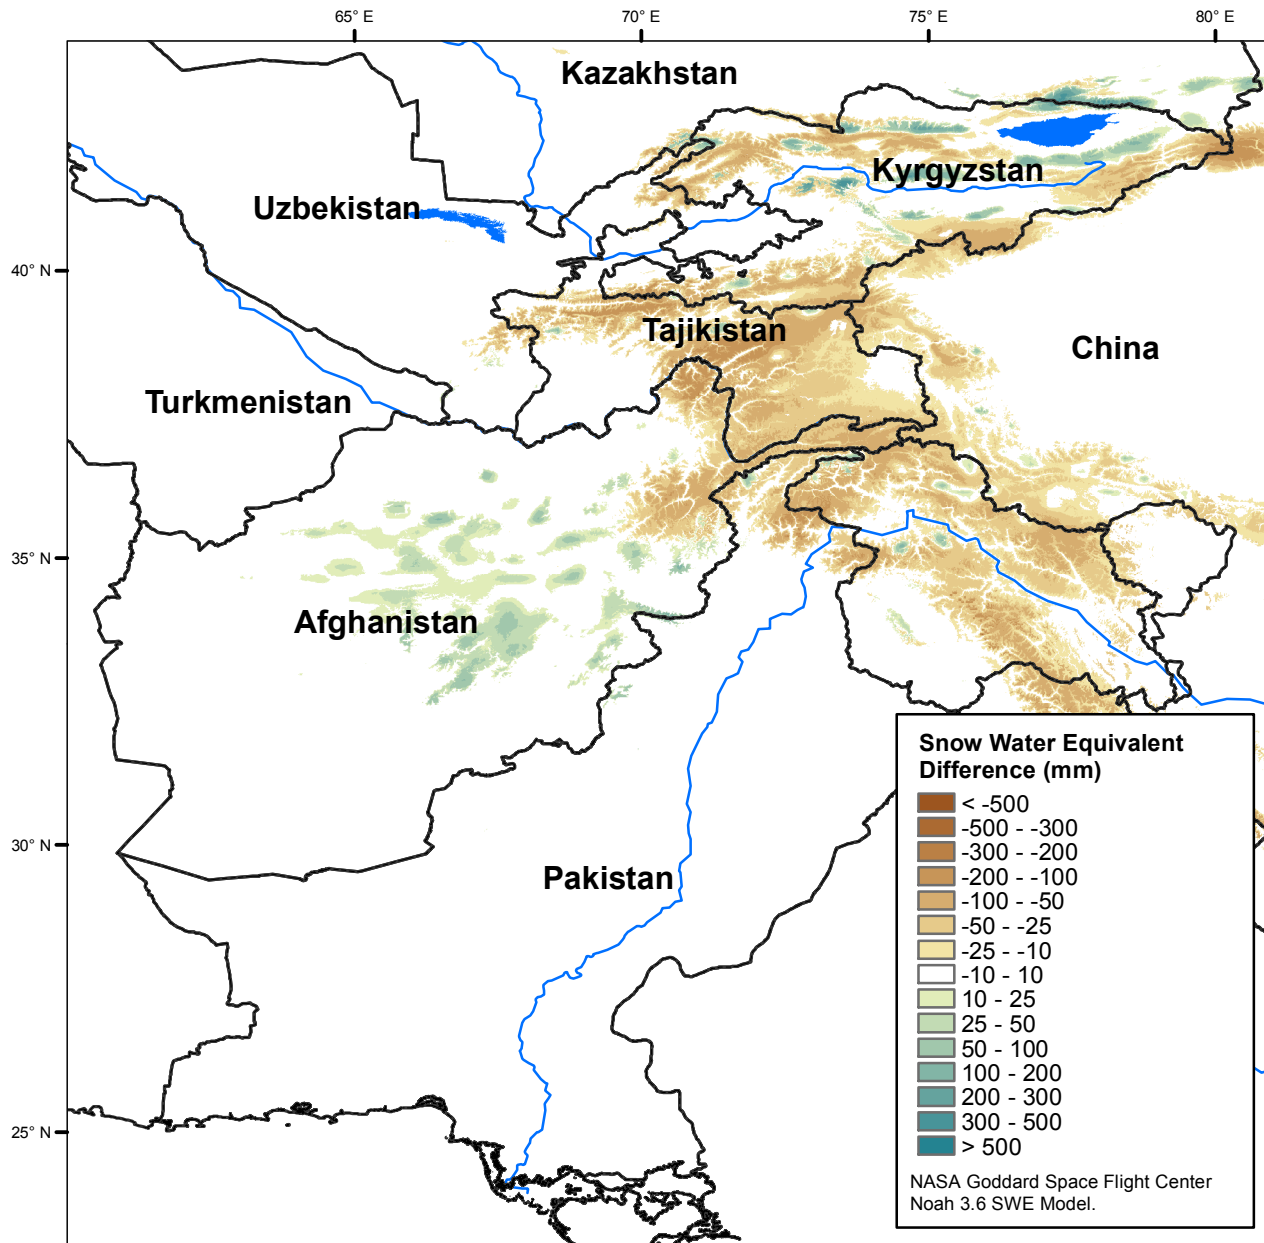 65° E
70° E
75° E
80° E
Kazakhstan
Kyrgyzstan
Uzbekistan
40° N
Tajikistan
China
Turkmenistan
35° N
Afghanistan
Snow Water Equivalent
Difference (mm)
< -500
-500 - -300
-300 - -200
-200 - -100
-100 - -50
-50 - -25
-25 - -10
-10 - 10
10 - 25
25 - 50
50 - 100
100 - 200
200 - 300
300 - 500
> 500
NASA Goddard Space Flight Center
Noah 3.6 SWE Model.
30° N
Pakistan
25° N